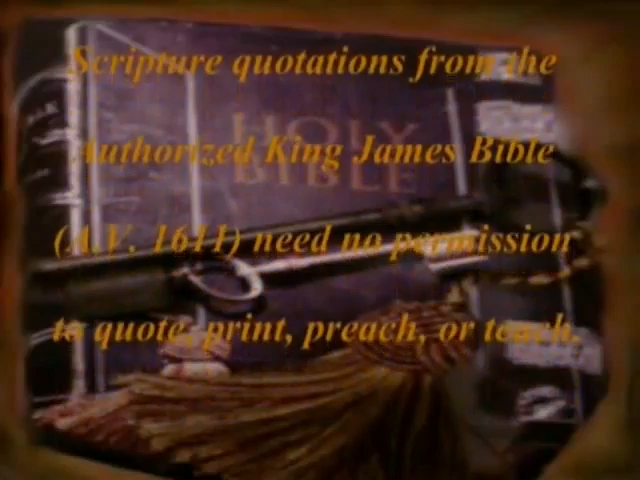 Scripture quotations from the
HOLY
BIBLE
Authorized King James Bible
(A.V. 1611) need no permission
to quote, print, preach, or teach.